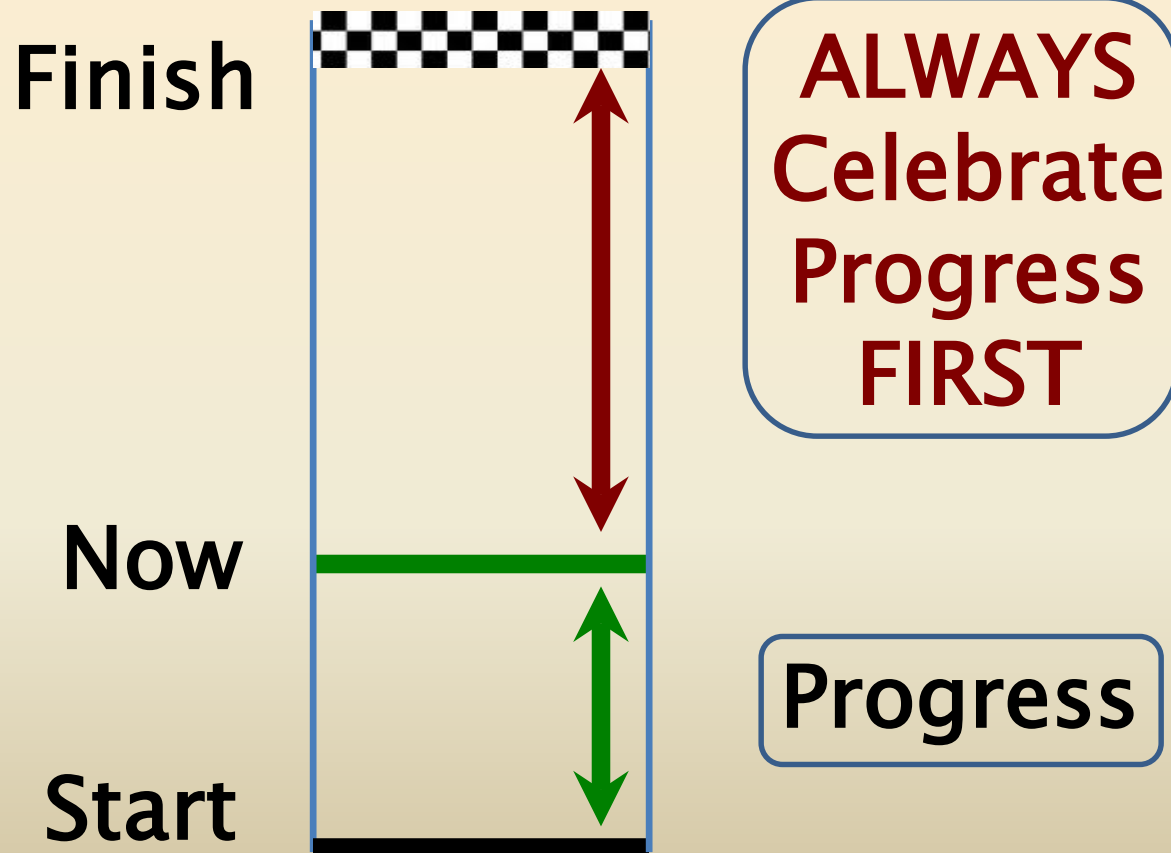 Finish
ALWAYS
Celebrate
Progress
FIRST
Now
Progress
Start